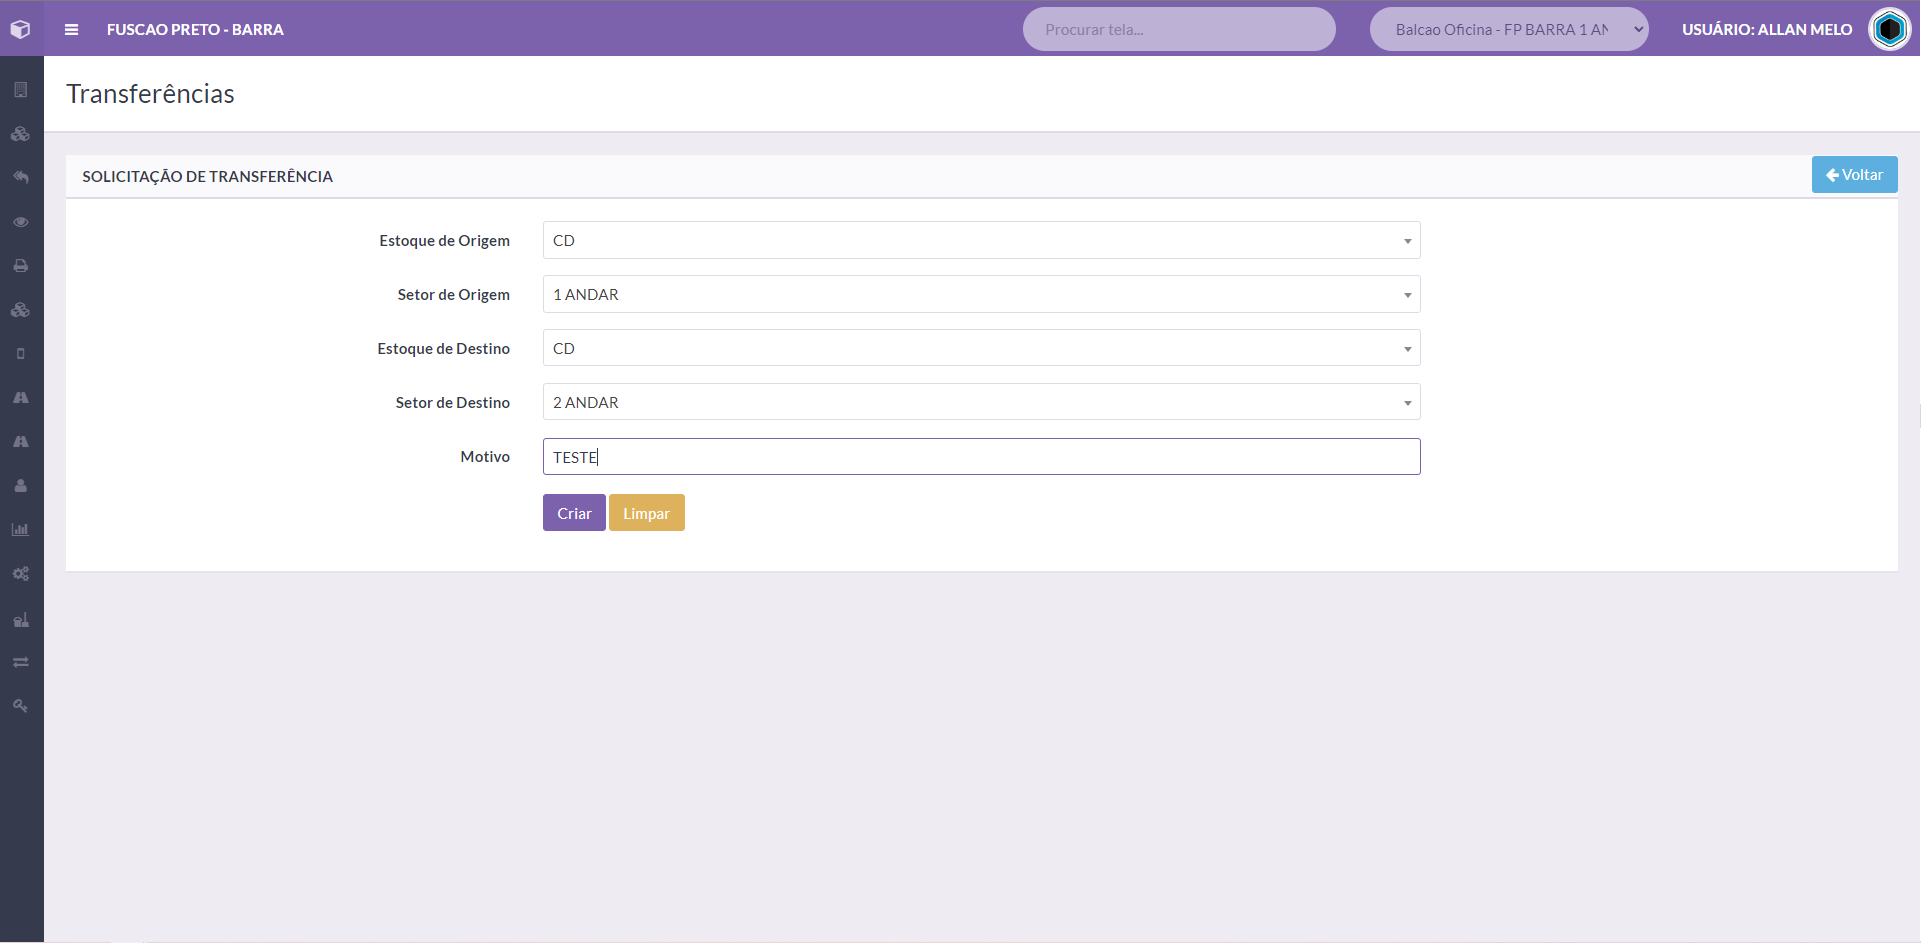 FUSCAO PRETO - BARRA
Procurar tela...
Balcao Oficina - FP BARRA 1 AN
USUÁRIO: ALLAN MELO
Transferências
SOLICITAÇÃO DE TRANSFERÊNCIA
Voltar
Estoque de Origem
CD
Setor de Origem
1 ANDAR
Estoque de Destino
CD
Setor de Destino
2 ANDAR
Motivo
TESTE
Criar
Limpar